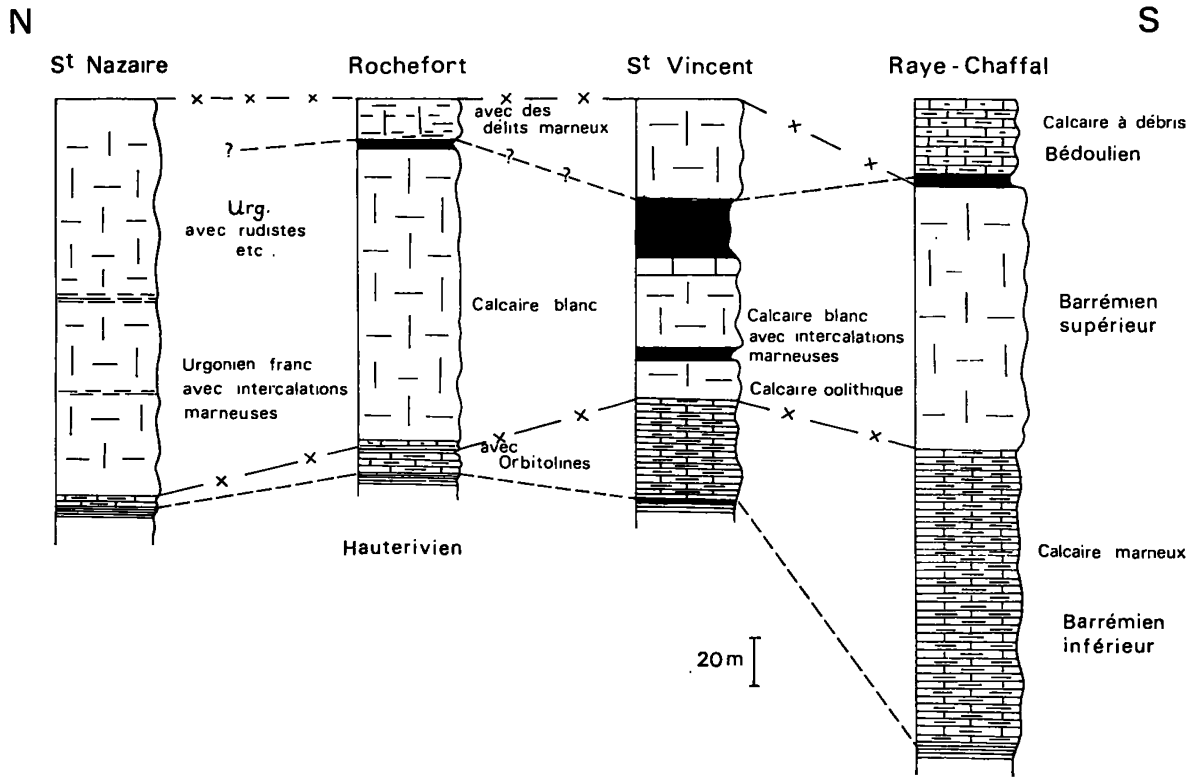 N
S
St Nazaire
Rochefort
St Vincent
Raye - Chaffal
avec des
délits marneux
Calcaire à débris
Bédoulien
?
?
?
Urg.
avec rudistes
etc .
Calcaire blanc
Calcaire blanc
avec intercalations
marneuses
Barrémien
supérieur
Urgonien franc
avec intercalations
marneuses
Calcaire oolithique
avec
Orbitolines
Hauterivien
Calcaire marneux
Barrémien
inférieur
20 m